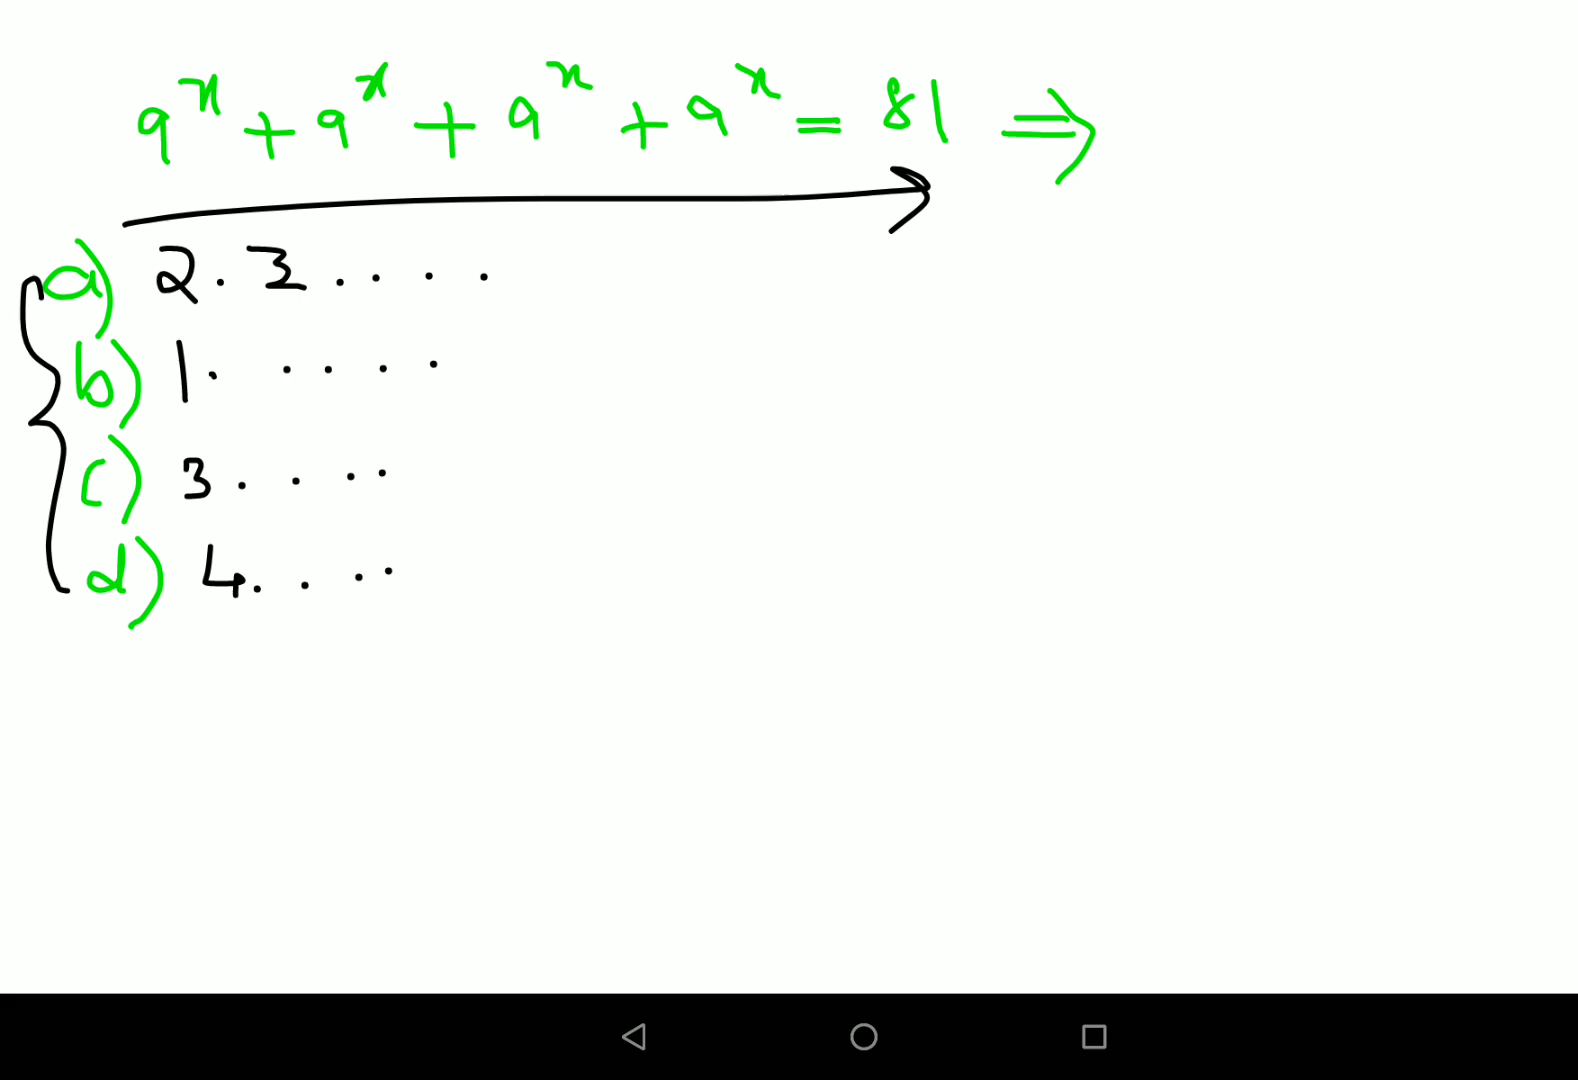 9^x + 9^x + 9^x + 9^x = 81 ⇒
a) 2.3....
b) 1.....
c) 3....
d) 4....